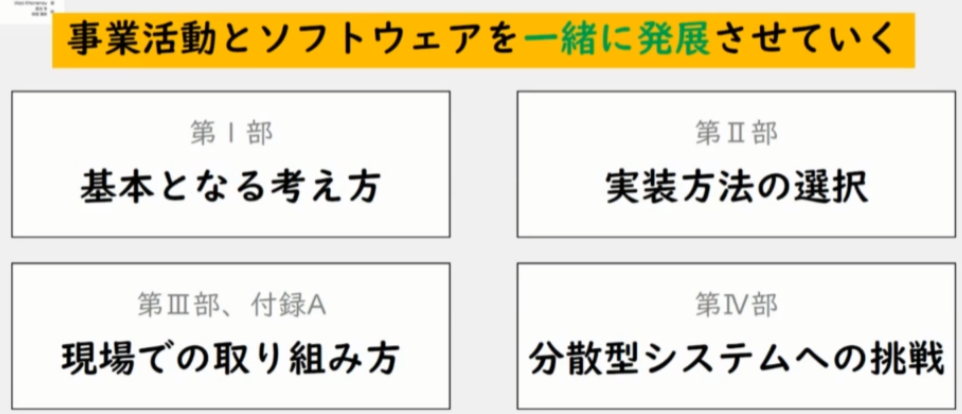 事業活動とソフトウェアを一緒に発展させていく
第Ⅰ部
基本となる考え方
第Ⅱ部
実装方法の選択
第Ⅲ部、付録A
現場での取り組み方
第Ⅳ部
分散型システムへの挑戦